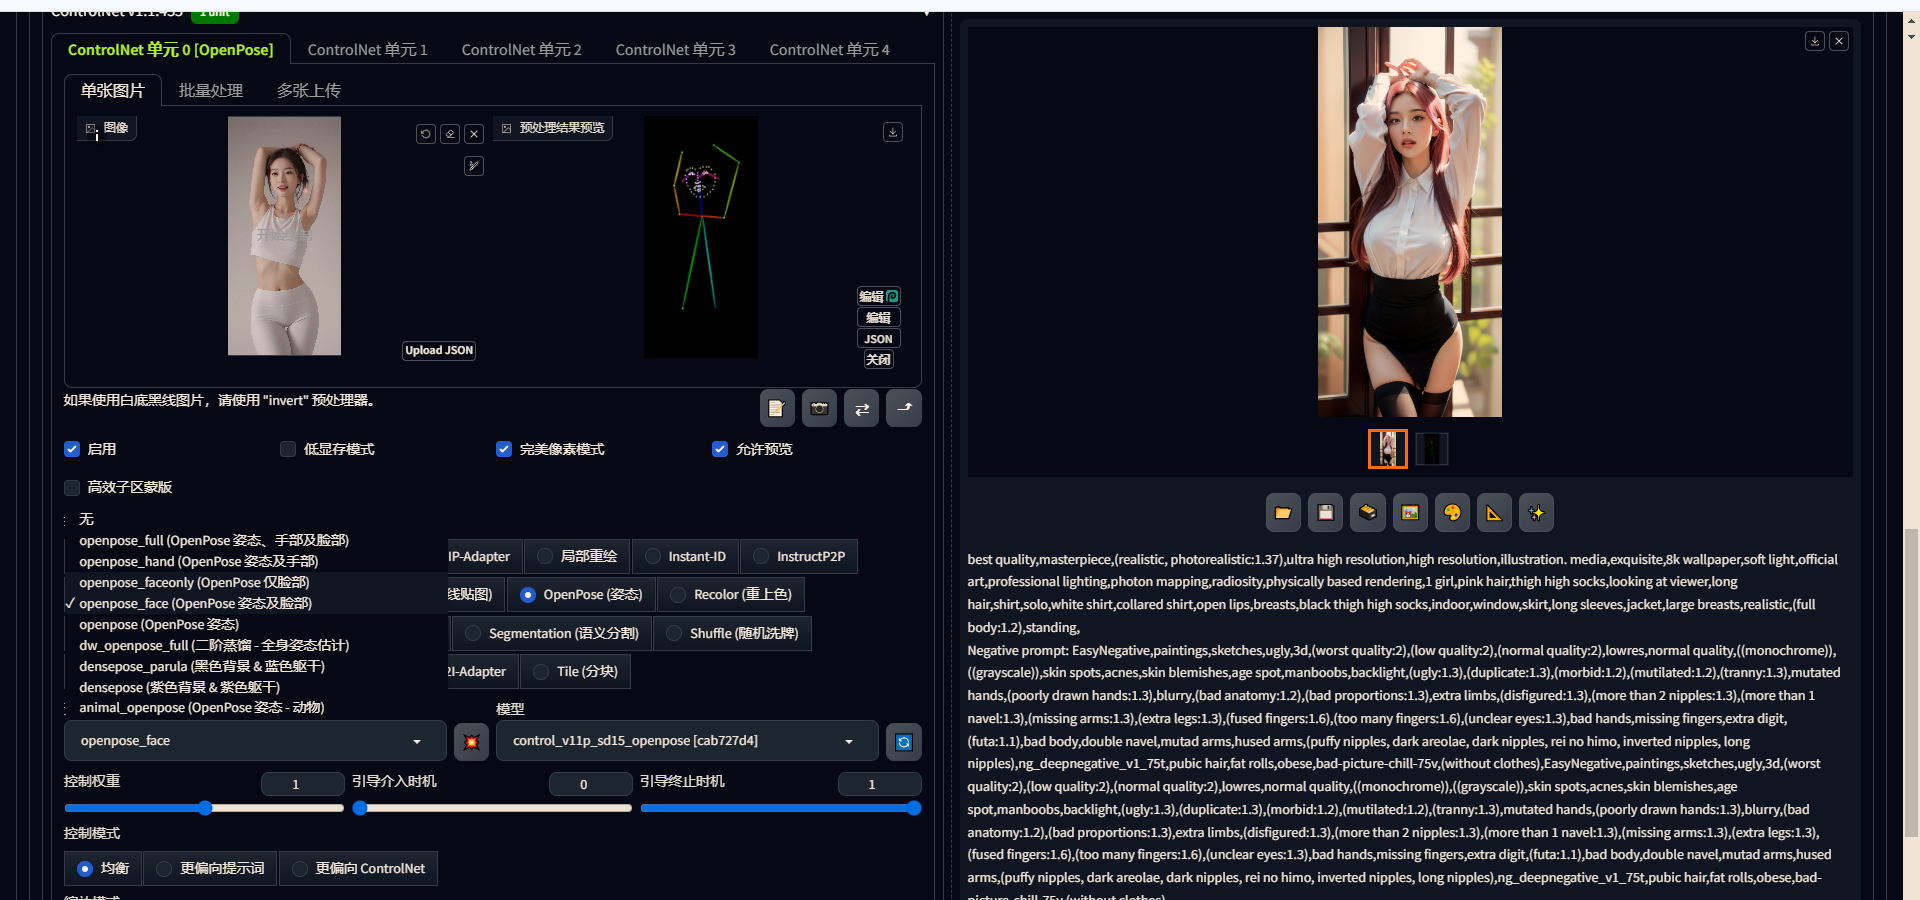 ControlNet v1.1.455 1 unit
ControlNet 单元 0 [OpenPose] ControlNet 单元 1 ControlNet 单元 2 ControlNet 单元 3 ControlNet 单元 4
单张图片 批量处理 多张上传
图像 预处理结果预览
编辑
编辑
JSON
Upload JSON
关闭
如果使用白底黑线图片，请使用 "invert" 预处理器。
启用 低显存模式 完美像素模式 允许预览
高效子区蒙版
无
openpose_full (OpenPose 姿态、手部及脸部)
openpose_hand (OpenPose 姿态及手部)
openpose_faceonly (OpenPose 仅脸部)
✓ openpose_face (OpenPose 姿态及脸部)
openpose (OpenPose 姿态)
dw_openpose_full (二阶蒸馏 - 全身姿态估计)
densepose_parula (黑色背景 & 蓝色躯干)
densepose (紫色背景 & 紫色躯干)
animal_openpose (OpenPose 姿态 - 动物)
IP-Adapter 局部重绘 Instant-ID InstructP2P
线贴图) OpenPose (姿态) Recolor (重上色)
Segmentation (语义分割) Shuffle (随机洗牌)
2I-Adapter Tile (分块)
模型
openpose_face control_v11p_sd15_openpose [cab727d4]
控制权重 1 引导介入时机 0 引导终止时机 1
控制模式
均衡 更偏向提示词 更偏向 ControlNet
best quality,masterpiece,(realistic, photorealistic:1.37),ultra high resolution,high resolution,illustration. media,exquisite,8k wallpaper,soft light,official
art,professional lighting,photon mapping,radiosity,physically based rendering,1 girl,pink hair,thigh high socks,looking at viewer,long
hair,shirt,solo,white shirt,collared shirt,open lips,breasts,black thigh high socks,indoor,window,skirt,long sleeves,jacket,large breasts,realistic,(full
body:1.2),standing,
Negative prompt: EasyNegative,paintings,sketches,ugly,3d,(worst quality:2),(low quality:2),(normal quality:2),lowres,normal quality,((monochrome)),
((grayscale)),skin spots,acnes,skin blemishes,age spot,manboobs,backlight,(ugly:1.3),(duplicate:1.3),(morbid:1.2),(mutilated:1.2),(tranny:1.3),mutated
hands,(poorly drawn hands:1.3),blurry,(bad anatomy:1.2),(bad proportions:1.3),extra limbs,(disfigured:1.3),(more than 2 nipples:1.3),(more than 1
navel:1.3),(missing arms:1.3),(extra legs:1.3),(fused fingers:1.6),(too many fingers:1.6),(unclear eyes:1.3),bad hands,missing fingers,extra digit,
(futa:1.1),bad body,double navel,mutad arms,hused arms,(puffy nipples, dark areolae, dark nipples, rei no himo, inverted nipples, long
nipples),ng_deepnegative_v1_75t,pubic hair,fat rolls,obese,bad-picture-chill-75v,(without clothes),EasyNegative,paintings,sketches,ugly,3d,(worst
quality:2),(low quality:2),(normal quality:2),lowres,normal quality,((monochrome)),((grayscale)),skin spots,acnes,skin blemishes,age
spot,manboobs,backlight,(ugly:1.3),(duplicate:1.3),(morbid:1.2),(mutilated:1.2),(tranny:1.3),mutated hands,(poorly drawn hands:1.3),blurry,(bad
anatomy:1.2),(bad proportions:1.3),extra limbs,(disfigured:1.3),(more than 2 nipples:1.3),(more than 1 navel:1.3),(missing arms:1.3),(extra legs:1.3),
(fused fingers:1.6),(too many fingers:1.6),(unclear eyes:1.3),bad hands,missing fingers,extra digit,(futa:1.1),bad body,double navel,mutad arms,hused
arms,(puffy nipples, dark areolae, dark nipples, rei no himo, inverted nipples, long nipples),ng_deepnegative_v1_75t,pubic hair,fat rolls,obese,bad-
picture-chill-75v,(without clothes)